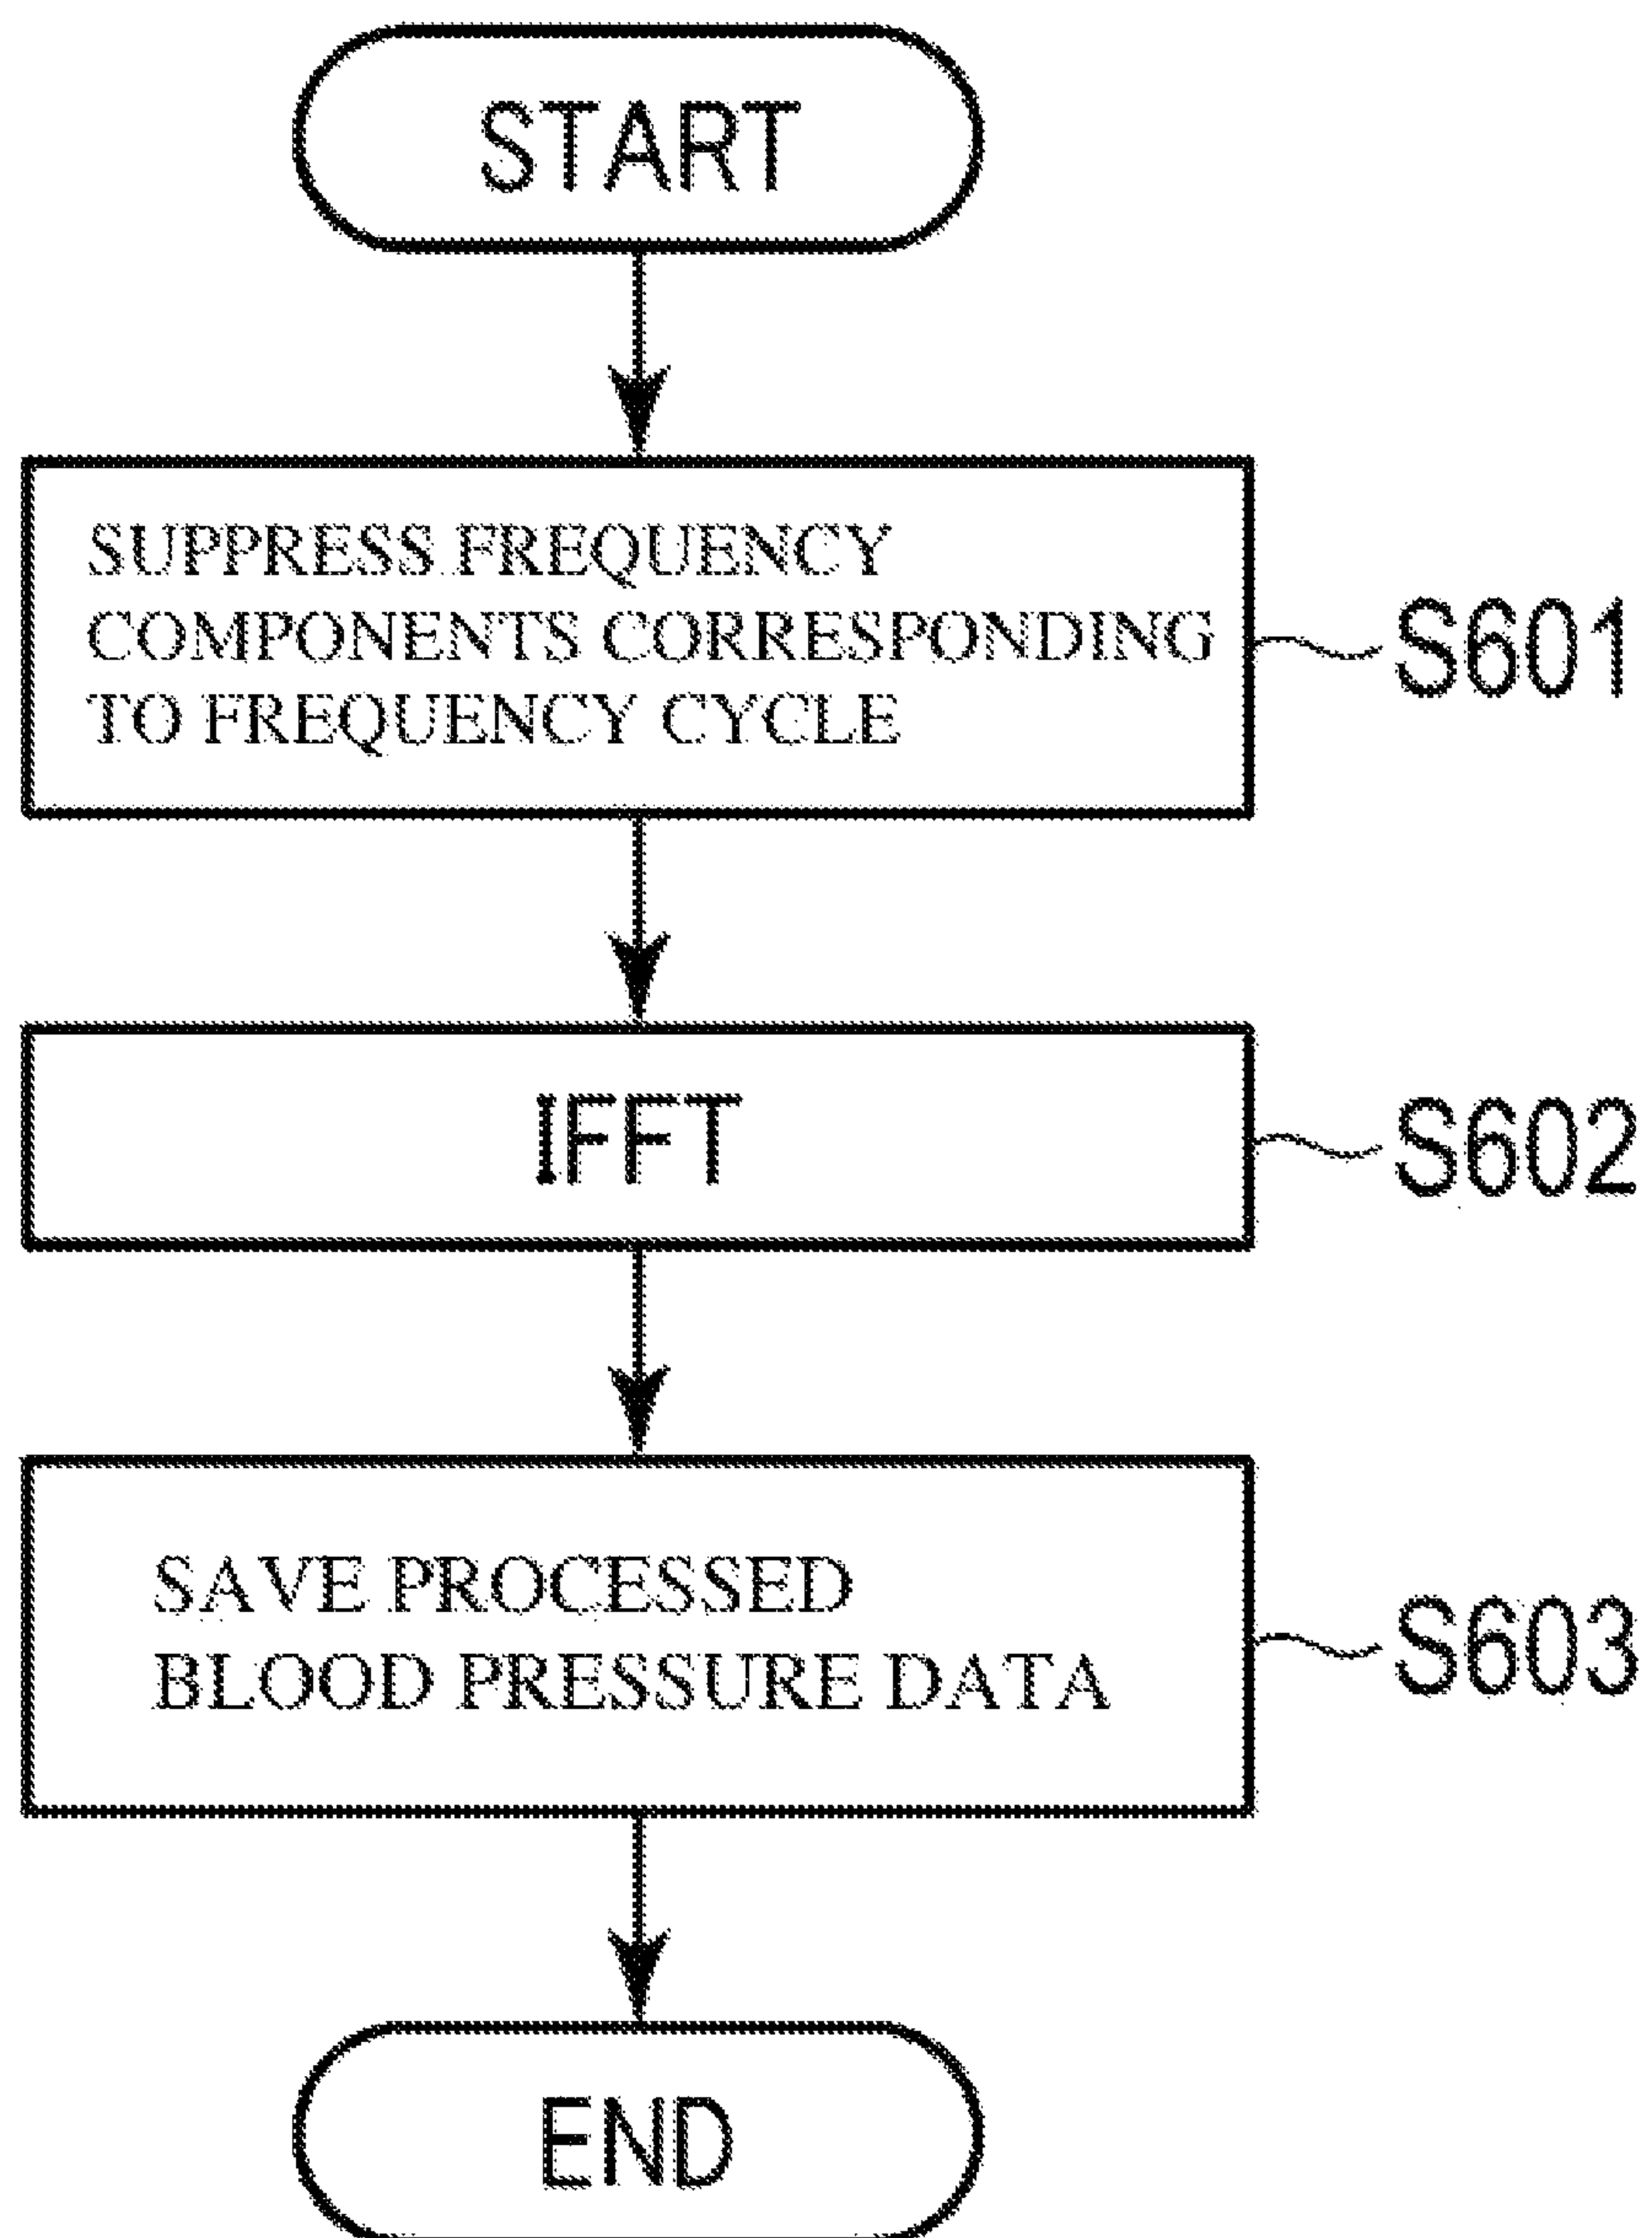 START
SUPPRESS FREQUENCY
COMPONENTS CORRESPONDING
TO FREQUENCY CYCLE
S601
IFFT
S602
SAVE PROCESSED
BLOOD PRESSURE DATA
S603
END